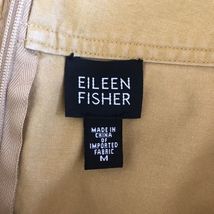 EILEEN
FISHER
MADE IN
CHINA
OF
IMPORTED
FABRIC
M